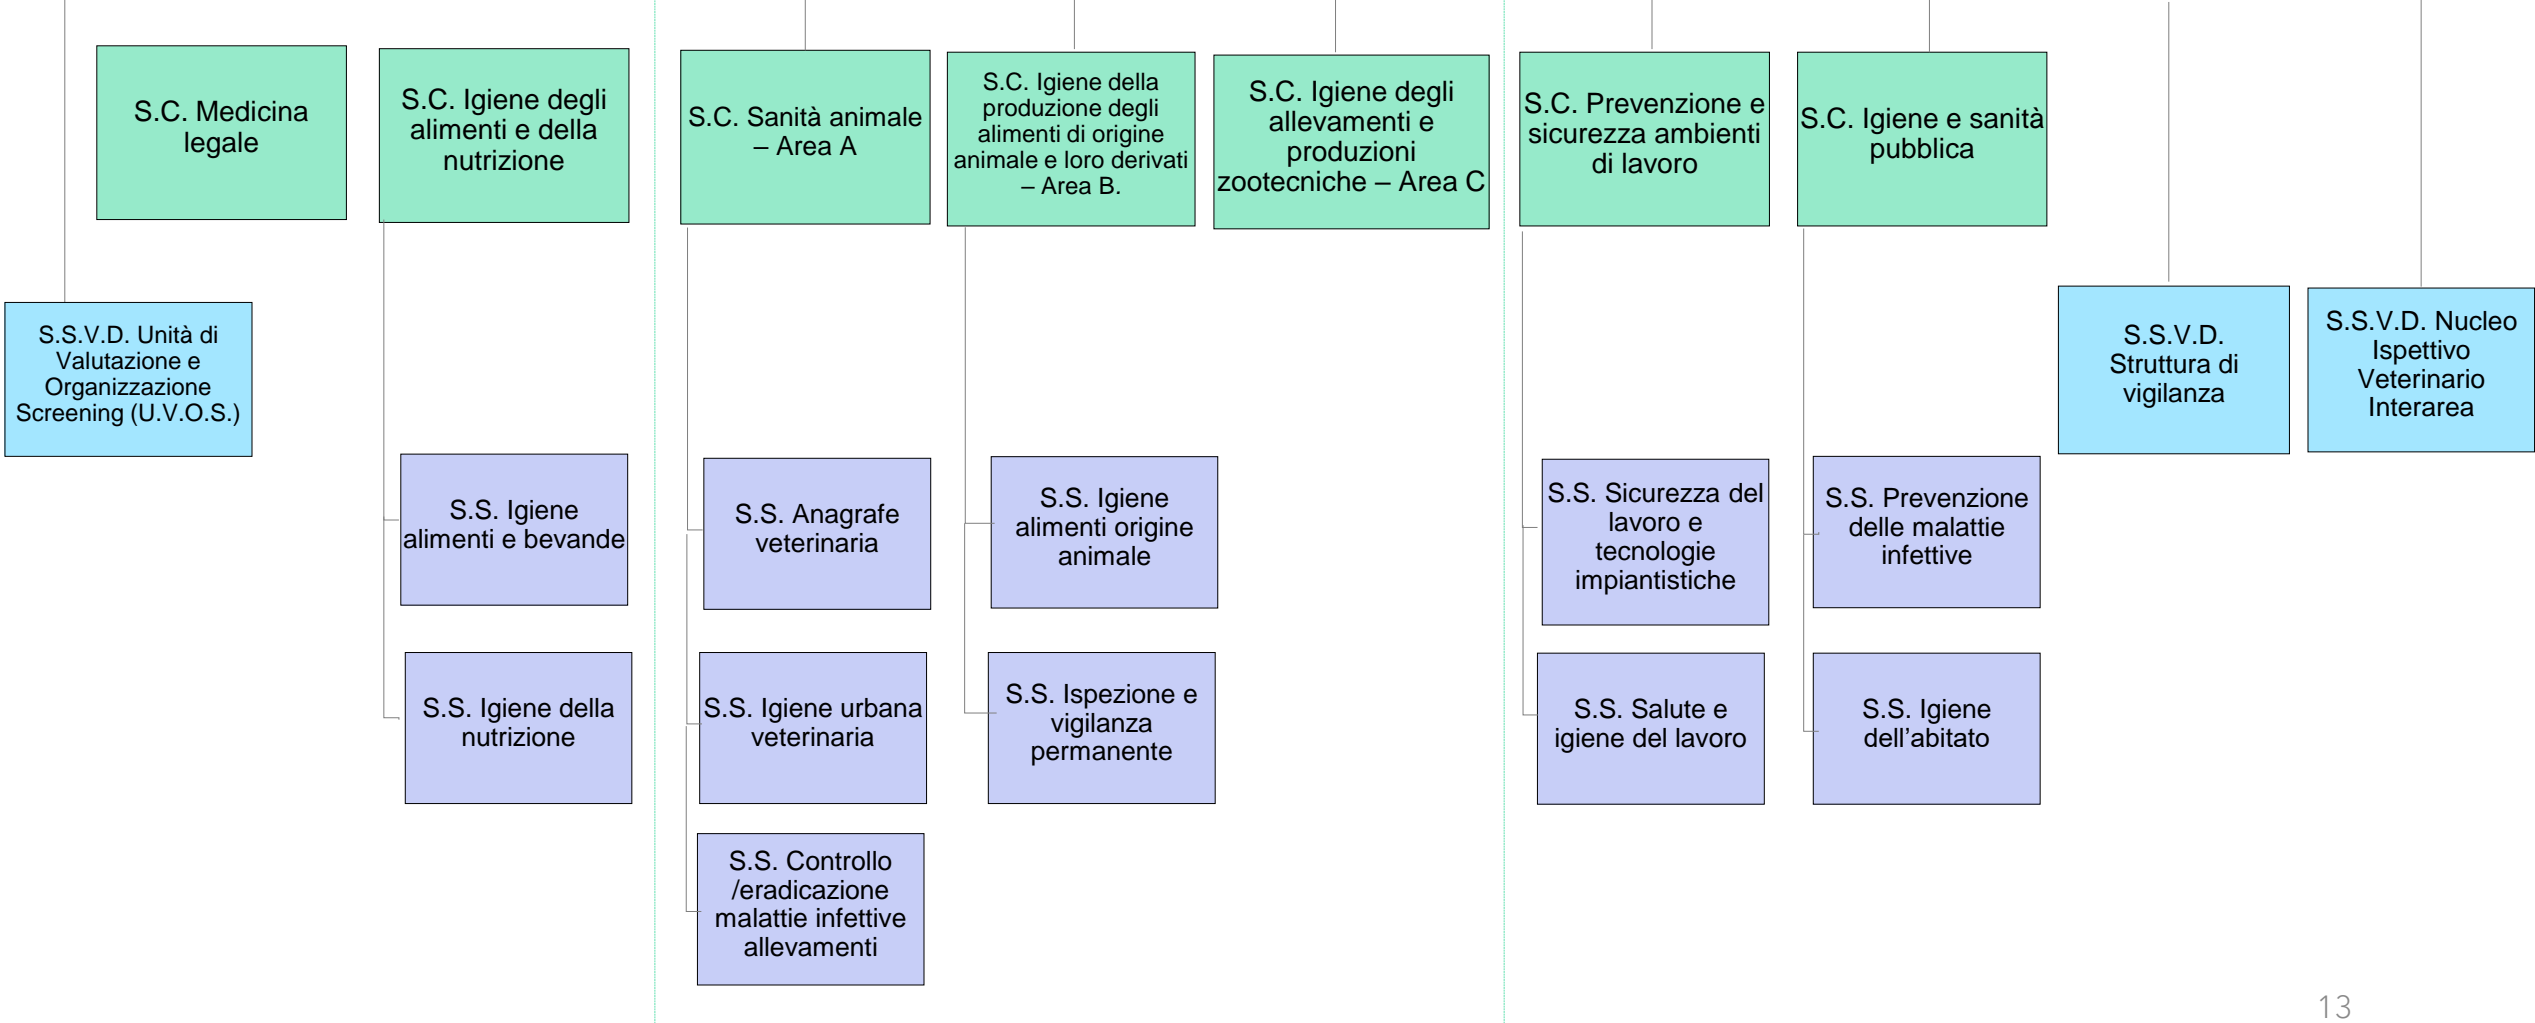 S.C. Medicina
legale
S.C. Igiene degli
alimenti e della
nutrizione
S.C. Sanità animale
– Area A
S.C. Igiene della
produzione degli
alimenti di origine
animale e loro derivati
– Area B.
S.C. Igiene degli
allevamenti e
produzioni
zootecniche – Area C
S.C. Prevenzione e
sicurezza ambienti
di lavoro
S.C. Igiene e sanità
pubblica
S.S.V.D. Unità di
Valutazione e
Organizzazione
Screening (U.V.O.S.)
S.S.V.D.
Struttura di
vigilanza
S.S.V.D. Nucleo
Ispettivo
Veterinario
Interarea
S.S. Igiene
alimenti e bevande
S.S. Anagrafe
veterinaria
S.S. Igiene
alimenti origine
animale
S.S. Sicurezza del
lavoro e
tecnologie
impiantistiche
S.S. Prevenzione
delle malattie
infettive
S.S. Igiene della
nutrizione
S.S. Igiene urbana
veterinaria
S.S. Ispezione e
vigilanza
permanente
S.S. Salute e
igiene del lavoro
S.S. Igiene
dell’abitato
S.S. Controllo
/eradicazione
malattie infettive
allevamenti
13